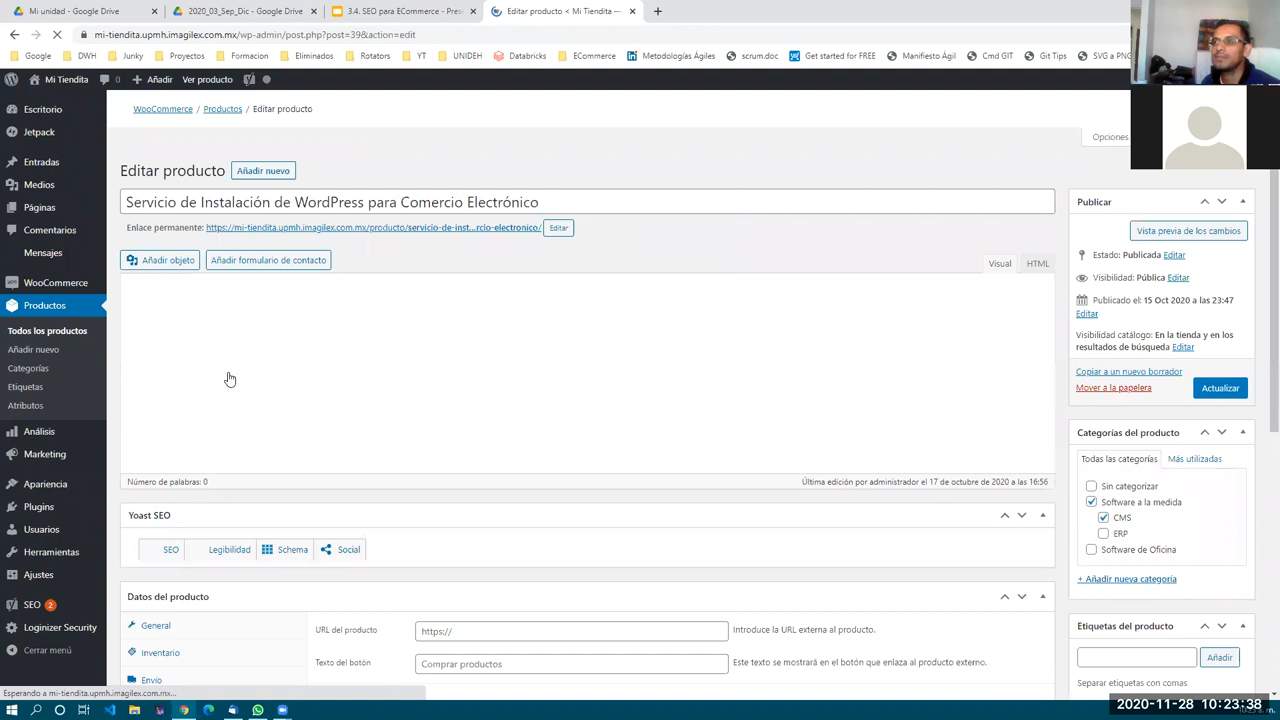 Mi unidad - Google Drive
2020_03_Sep_Dic - Google Drive
3.4. SEO para ECommerce - Pres
Editar producto < Mi Tiendita —
mi-tiendita.upmh.imagilex.com.mx/wp-admin/post.php?post=39&action=edit
Google
UPMH
Junky
Proyectos
Formacion
Eliminados
Rotators
YT
UNIDEH
Databricks
ECommerce
Metodologías Ágiles
scrum.doc
Get started for FREE
Manifiesto Ágil
Cmd GIT
Git Tips
SVG a PNG
Mi Tiendita
0
Añadir
Ver producto
Escritorio
Jetpack
Entradas
Medios
Páginas
Comentarios
Mensajes
WooCommerce
Productos
Todos los productos
Añadir nuevo
Categorías
Etiquetas
Atributos
Análisis
Marketing
Apariencia
Plugins
Usuarios
Herramientas
Ajustes
SEO 2
Loginizer Security
Cerrar menú
WooCommerce / Productos / Editar producto
Opciones
Editar producto
Añadir nuevo
Servicio de Instalación de WordPress para Comercio Electrónico
Enlace permanente: https://mi-tiendita.upmh.imagilex.com.mx/producto/servicio-de-inst...rcio-electronico/ Editar
Añadir objeto
Añadir formulario de contacto
Visual
HTML
Número de palabras: 0
Última edición por administrador el 17 de octubre de 2020 a las 16:56
Yoast SEO
SEO
Legibilidad
Schema
Social
Datos del producto
General
Inventario
Envío
URL del producto
https://
Introduce la URL externa al producto.
Texto del botón
Comprar productos
Este texto se mostrará en el botón que enlaza al producto externo.
Publicar
Vista previa de los cambios
Estado: Publicada Editar
Visibilidad: Pública Editar
Publicado el: 15 Oct 2020 a las 23:47
Editar
Visibilidad catálogo: En la tienda y en los
resultados de búsqueda Editar
Copiar a un nuevo borrador
Mover a la papelera
Actualizar
Categorías del producto
Todas las categorías
Más utilizadas
Sin categorizar
Software a la medida
CMS
ERP
Software de Oficina
+ Añadir nueva categoría
Etiquetas del producto
Añadir
Separar etiquetas con comas
Esperando a mi-tiendita.upmh.imagilex.com.mx...
2020-11-28 10:23:38